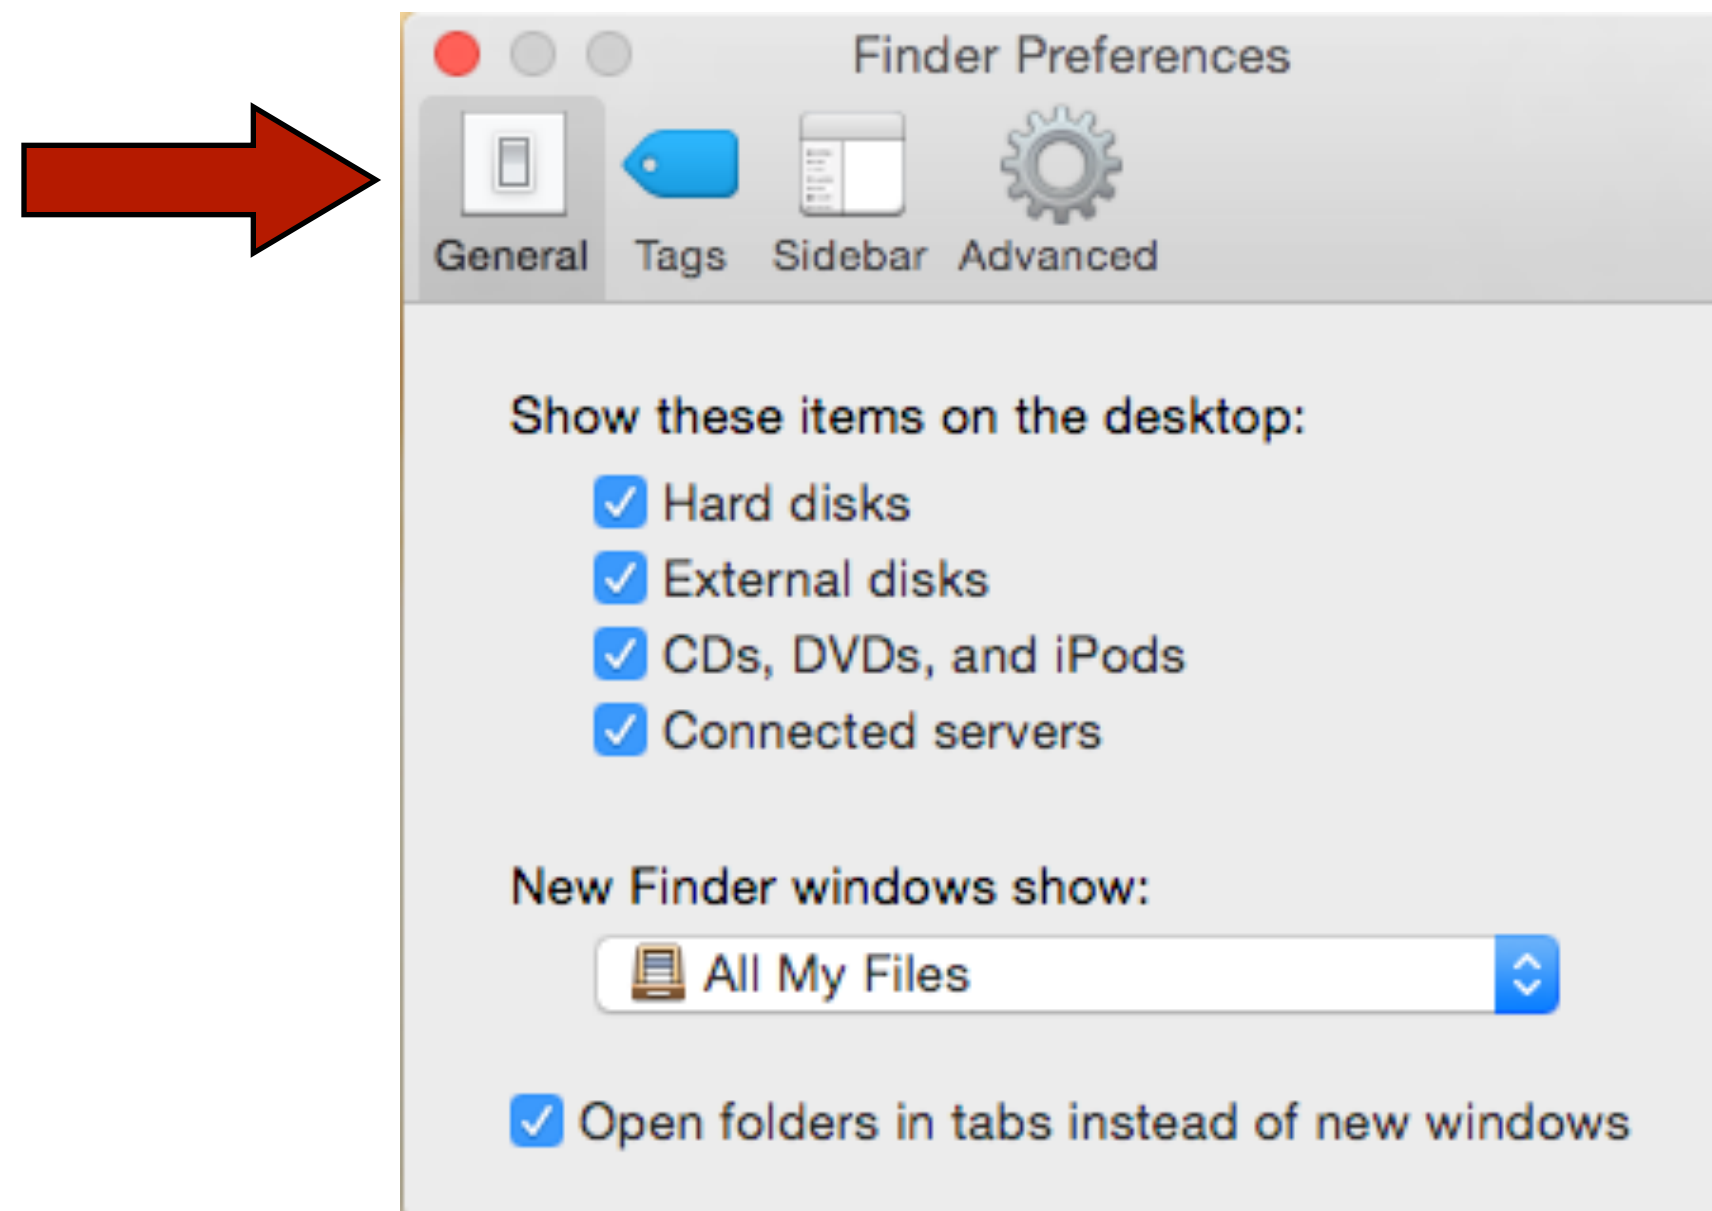 Finder Preferences
General Tags Sidebar Advanced
Show these items on the desktop:
Hard disks
External disks
CDs, DVDs, and iPods
Connected servers
New Finder windows show:
All My Files
Open folders in tabs instead of new windows